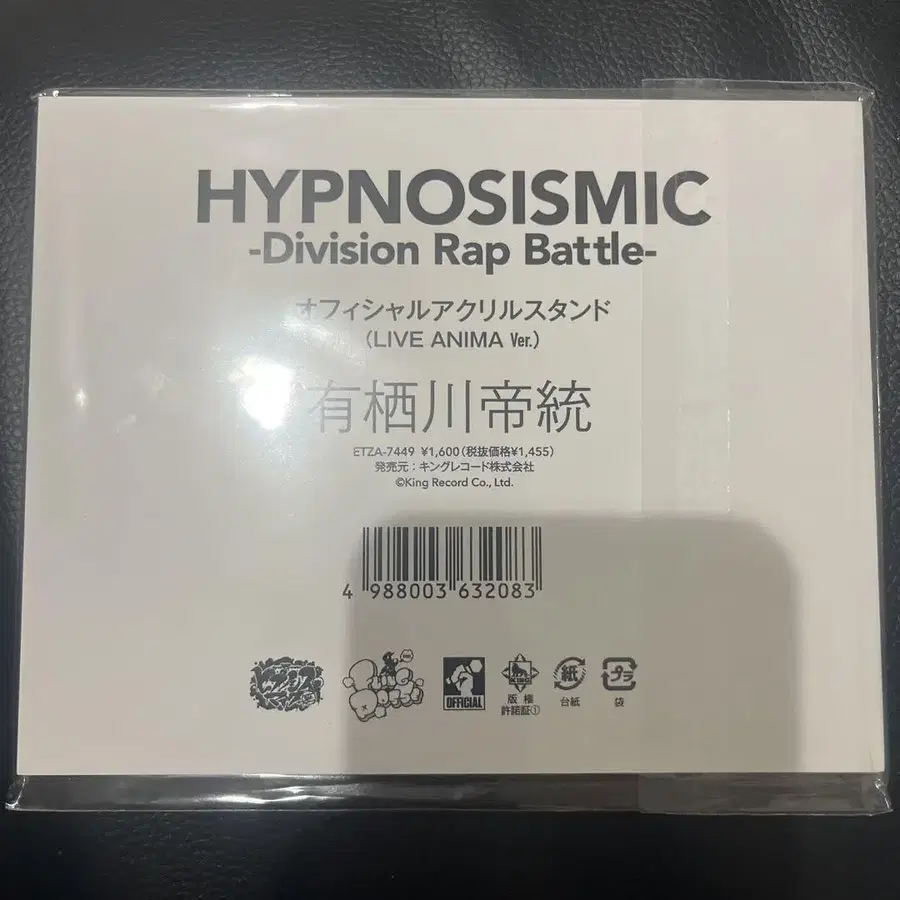 HYPNOSISMIC
-Division Rap Battle-
オフィシャルアクリルスタンド
(LIVE ANIMA Ver.)
有栖川帝統
ETZA-7449 ¥1,600(税抜価格¥1,455)
発売元:キングレコード株式会社
©King Record Co., Ltd.
4 988003 632083
OFFICIAL
KING
版権
許諾証①
紙
台紙
プラ
袋